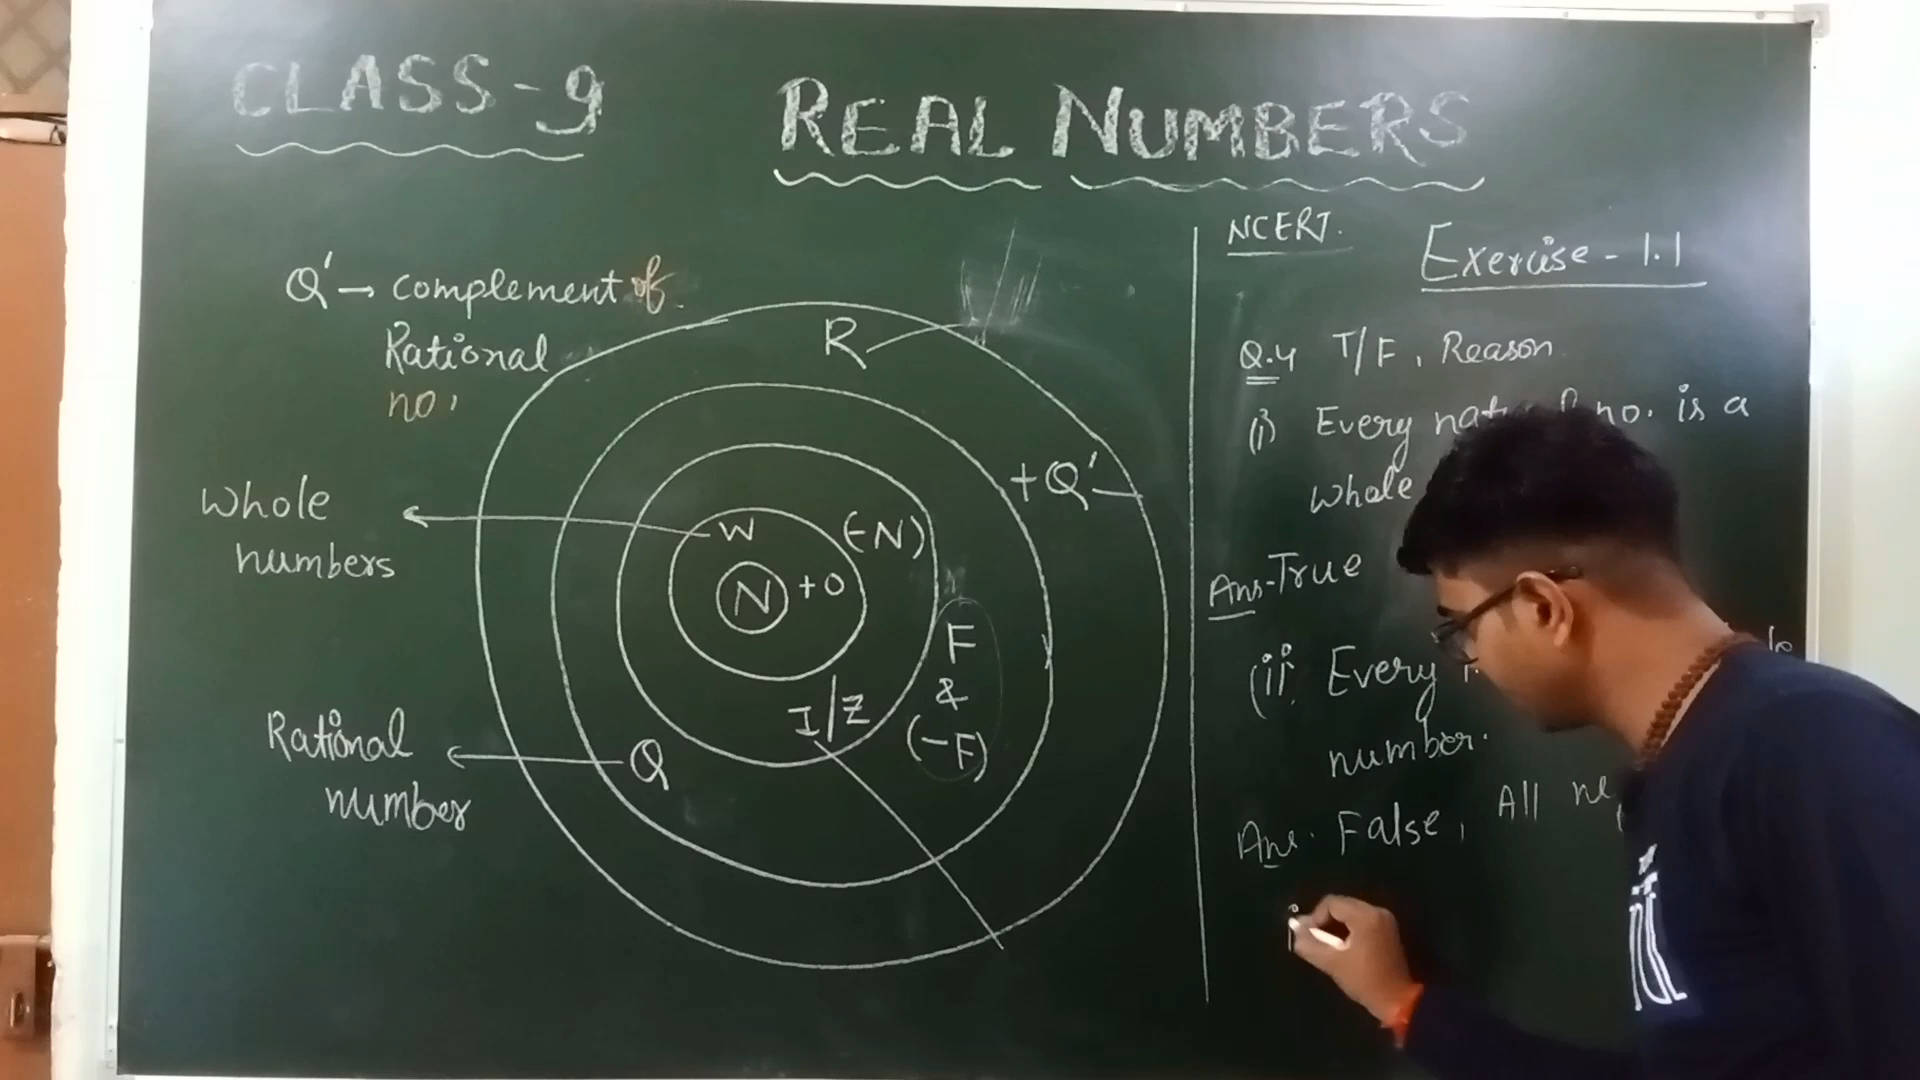 CLASS-9
REAL NUMBERS
Q' → complement of
Rational
no.
Whole
numbers
Rational
number
R
+Q'
W
(-N)
N +0
F
&
(-F)
I/Z
Q
NCERT.
Exercise - 1.1
Q.4 T/F, Reason
(i) Every no. is a
Whole
Ans - True
(ii) Every
number.
Ans. False, All